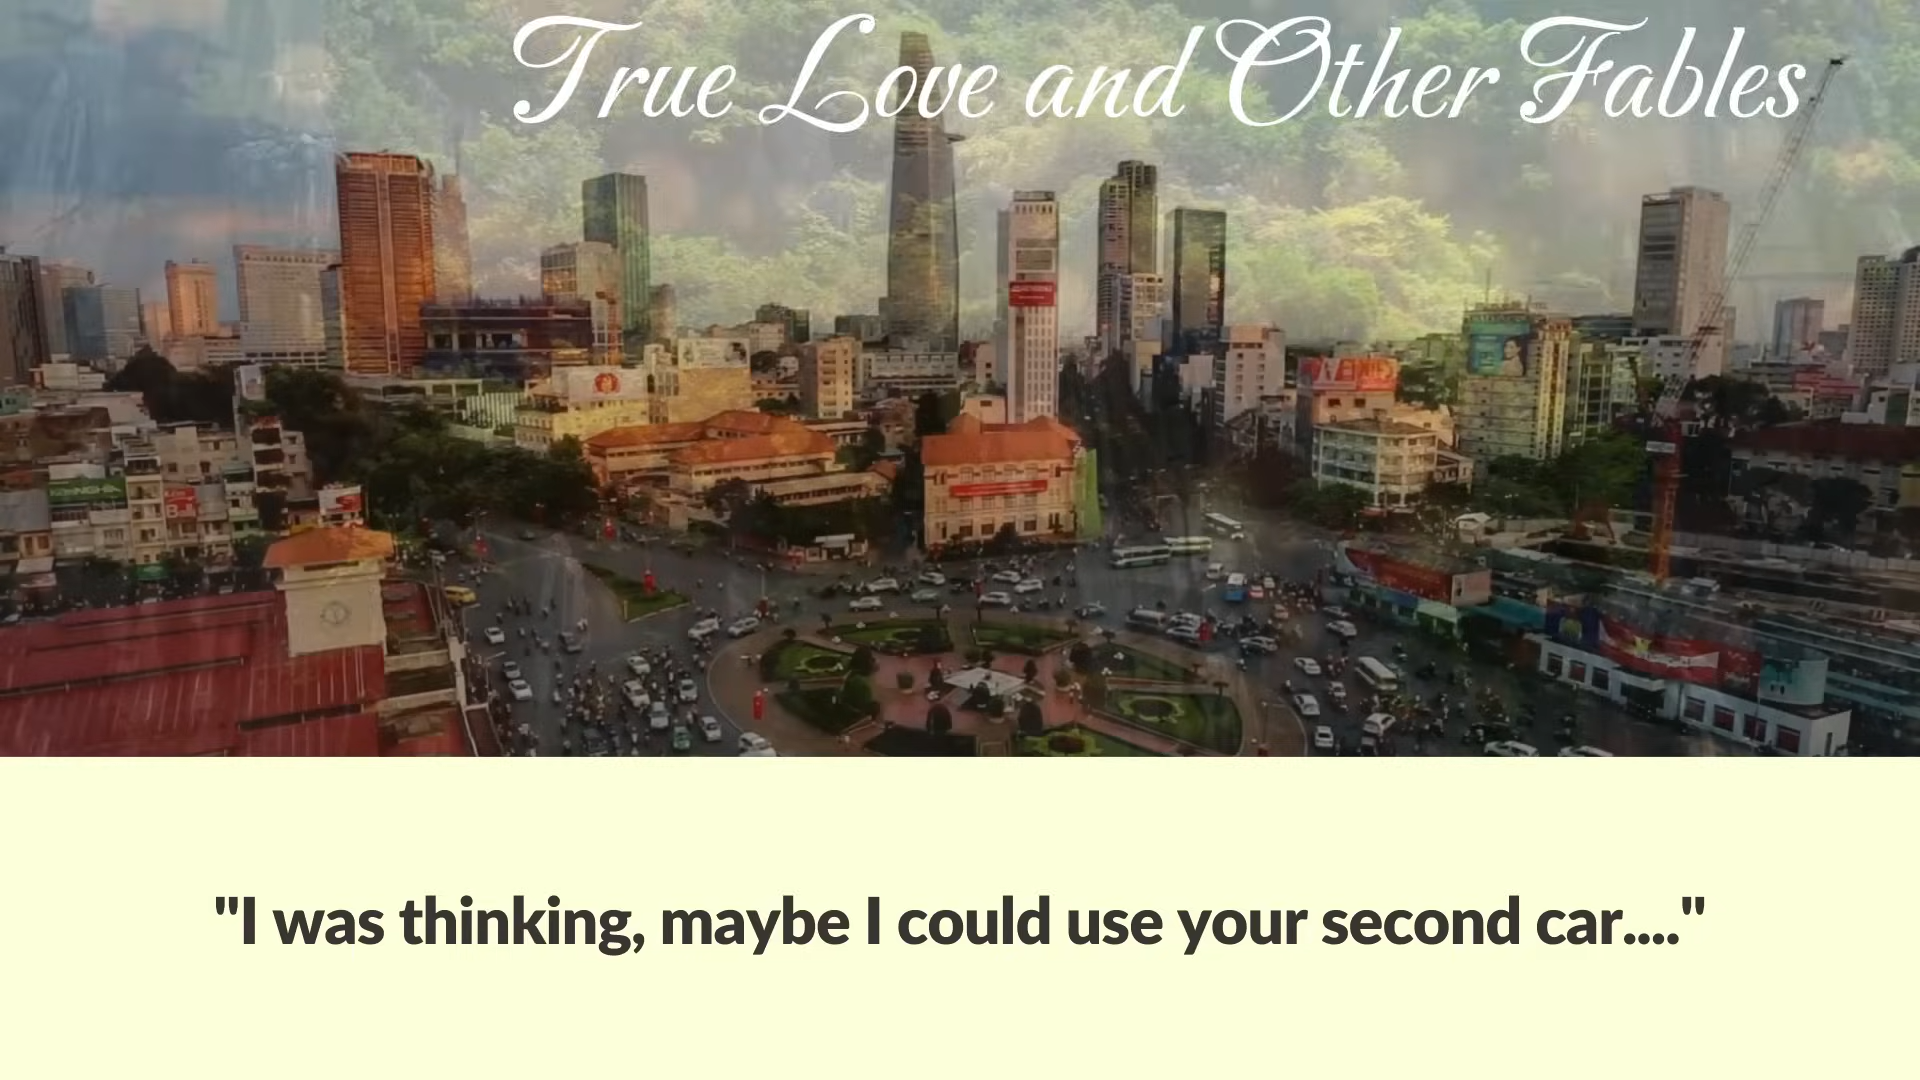 True Love and Other Fables
"I was thinking, maybe I could use your second car...."